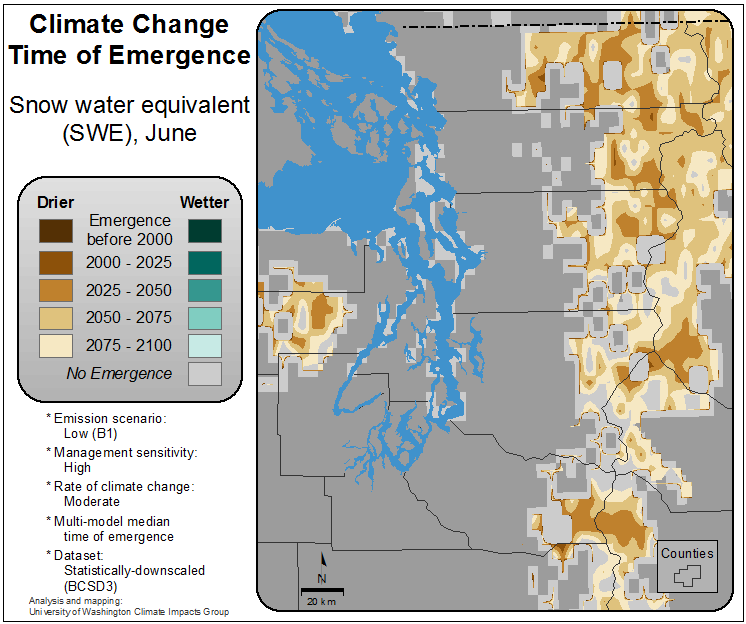 Climate Change
Time of Emergence
Snow water equivalent
(SWE), June
Drier
Wetter
Emergence
before 2000
2000 - 2025
2025 - 2050
2050 - 2075
2075 - 2100
No Emergence
* Emission scenario:
Low (B1)
* Management sensitivity:
High
* Rate of climate change:
Moderate
* Multi-model median
time of emergence
* Dataset:
Statistically-downscaled
(BCSD3)
Analysis and mapping:
University of Washington Climate Impacts Group
N
20 km
Counties